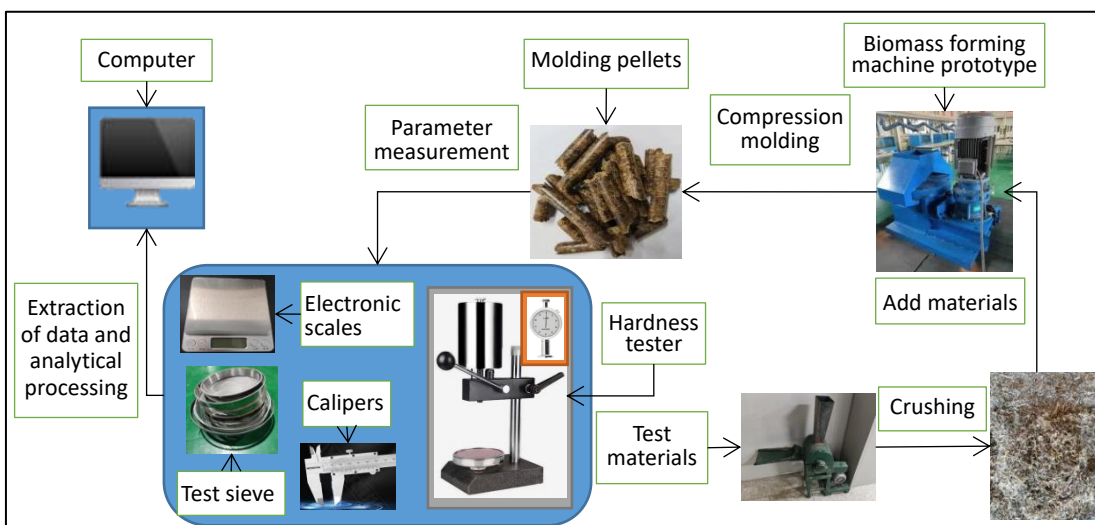 Computer
Molding pellets
Biomass forming
machine prototype
Parameter
measurement
Compression
molding
Extraction
of data and
analytical
processing
Electronic
scales
Hardness
tester
Add materials
Calipers
Test
materials
Crushing
Test sieve